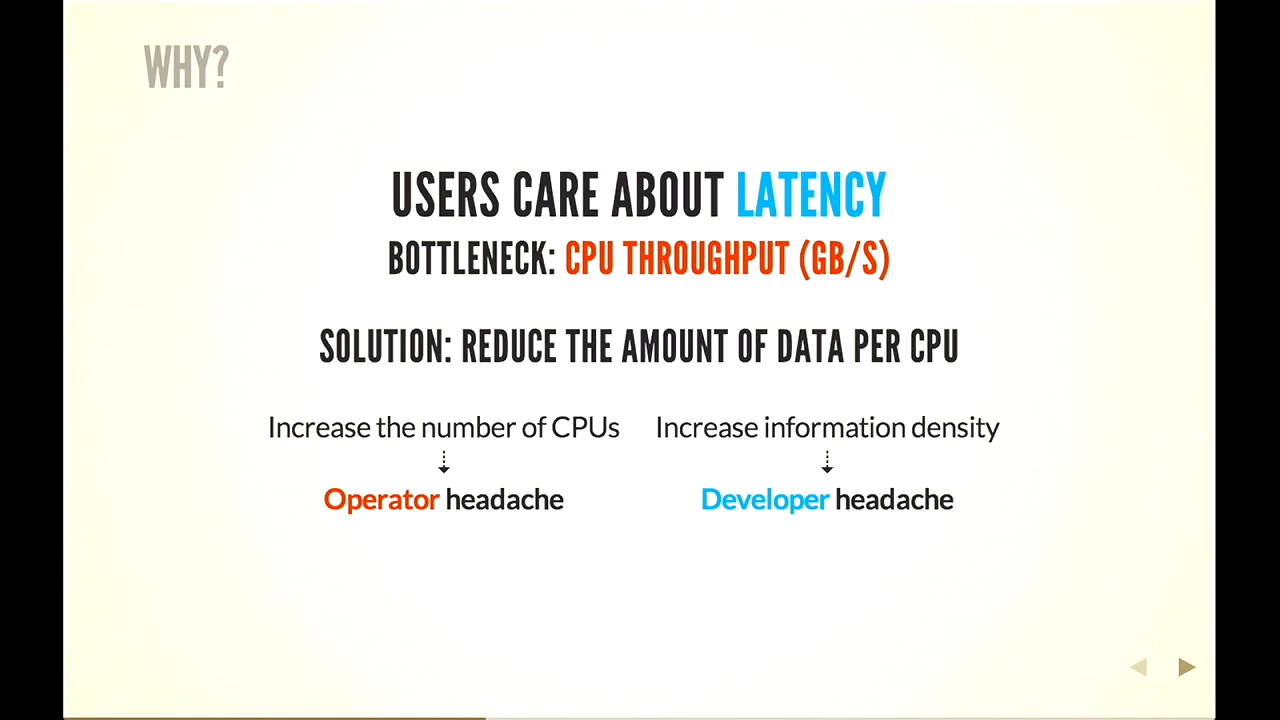 WHY?
USERS CARE ABOUT LATENCY
BOTTLENECK: CPU THROUGHPUT (GB/S)
SOLUTION: REDUCE THE AMOUNT OF DATA PER CPU
Increase the number of CPUs
Increase information density
Operator headache
Developer headache